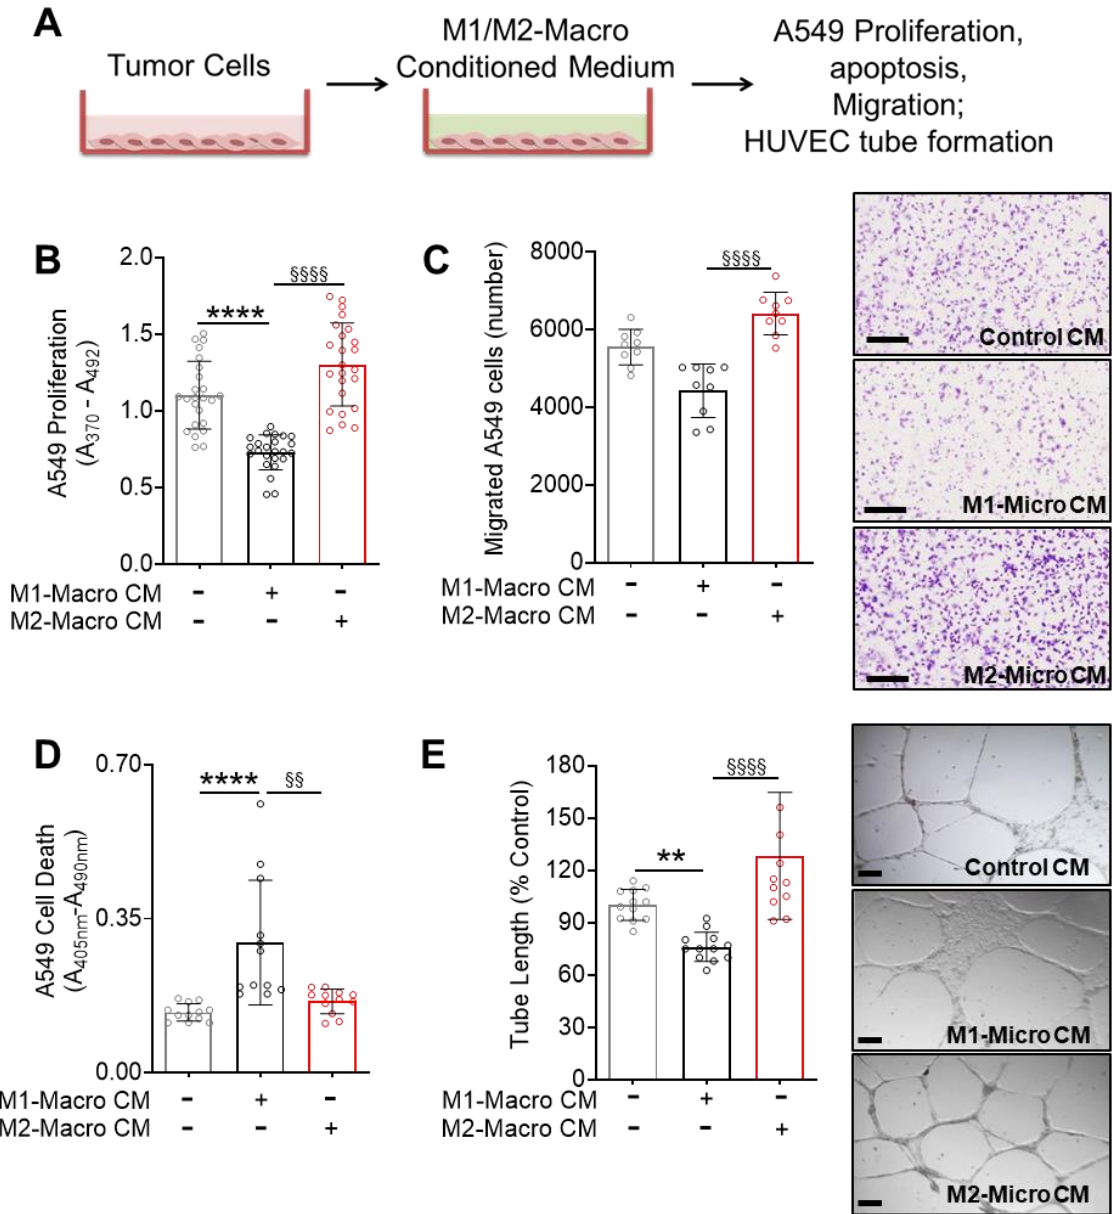 A
Tumor Cells
M1/M2-Macro
Conditioned Medium
A549 Proliferation,
apoptosis,
Migration;
HUVEC tube formation
B
A549 Proliferation
(A370 - A492)
2.0
1.5
1.0
0.5
0.0
****
§§§§
M1-Macro CM - + -
M2-Macro CM - - +
C
Migrated A549 cells (number)
8000
6000
4000
2000
0
§§§§
M1-Macro CM - + -
M2-Macro CM - - +
Control CM
M1-Micro CM
M2-Micro CM
D
A549 Cell Death
(A405nm-A490nm)
0.70
0.35
0.00
****
§§
M1-Macro CM - + -
M2-Macro CM - - +
E
Tube Length (% Control)
180
150
120
90
60
30
0
**
§§§§
M1-Macro CM - + -
M2-Macro CM - - +
Control CM
M1-Micro CM
M2-Micro CM